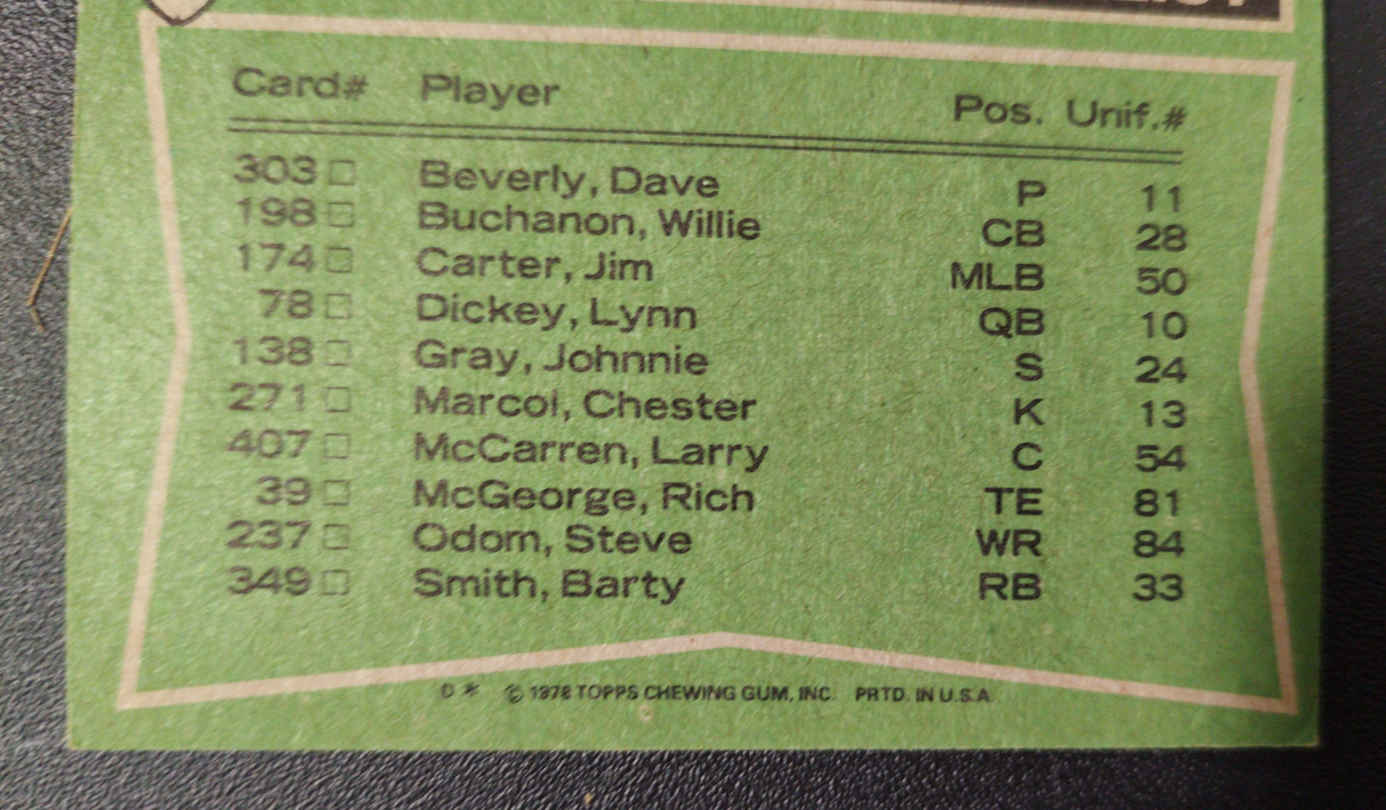 Card# Player Pos. Unif.#
303 □ Beverly, Dave P 11
198 □ Buchanon, Willie CB 28
174 □ Carter, Jim MLB 50
78 □ Dickey, Lynn QB 10
138 □ Gray, Johnnie S 24
271 □ Marcol, Chester K 13
407 □ McCarren, Larry C 54
39 □ McGeorge, Rich TE 81
237 □ Odom, Steve WR 84
349 □ Smith, Barty RB 33
D * © 1978 TOPPS CHEWING GUM, INC. PRTD. IN U.S.A.